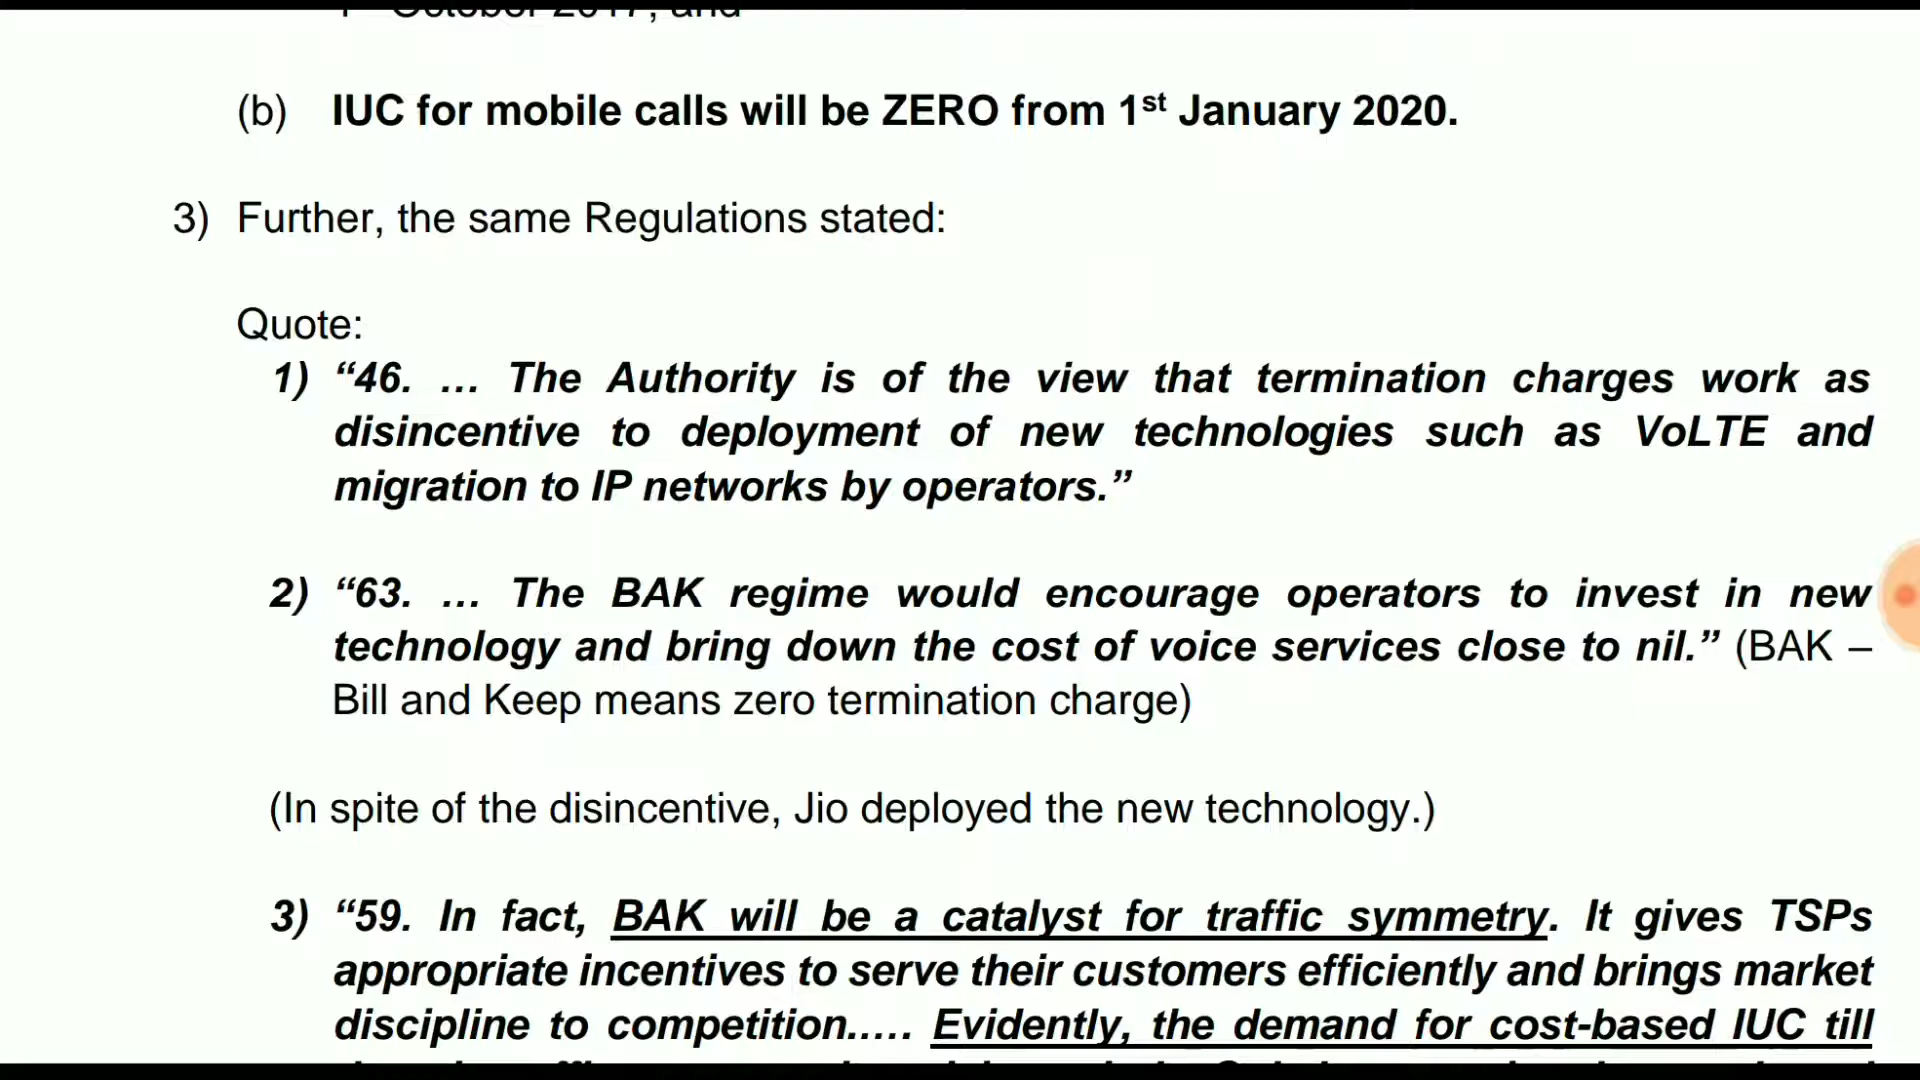 1st October 2017, and
(b) IUC for mobile calls will be ZERO from 1st January 2020.
3) Further, the same Regulations stated:
Quote:
1) “46. ... The Authority is of the view that termination charges work as
disincentive to deployment of new technologies such as VoLTE and
migration to IP networks by operators.”
2) “63. ... The BAK regime would encourage operators to invest in new
technology and bring down the cost of voice services close to nil.” (BAK –
Bill and Keep means zero termination charge)
(In spite of the disincentive, Jio deployed the new technology.)
3) “59. In fact, BAK will be a catalyst for traffic symmetry. It gives TSPs
appropriate incentives to serve their customers efficiently and brings market
discipline to competition..... Evidently, the demand for cost-based IUC till